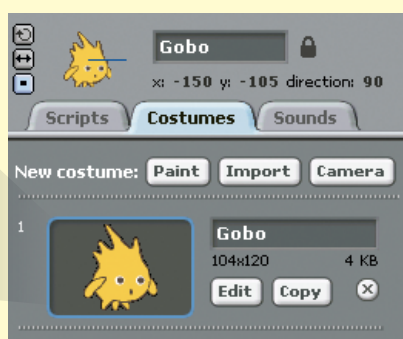 Gobo
x: -150 y: -105 direction: 90
Scripts Costumes Sounds
New costume: Paint Import Camera
1
Gobo
104x120 4 KB
Edit Copy